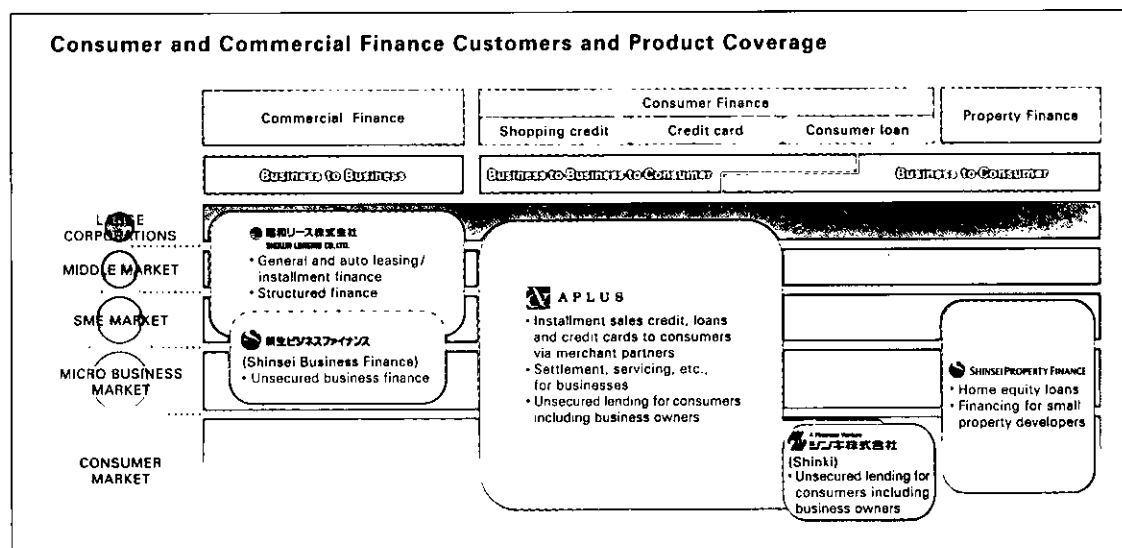 Consumer and Commercial Finance Customers and Product Coverage
Commercial Finance
Consumer Finance
Shopping credit
Credit card
Consumer loan
Property Finance
Business to Business
Business-to-Business-to-Consumer
Business to Consumer
LARGE
CORPORATIONS
MIDDLE MARKET
SME MARKET
MICRO BUSINESS
MARKET
CONSUMER
MARKET
昭和リース株式会社
SHOWA LEASING CO., LTD.
• General and auto leasing/
installment finance
• Structured finance
新生ビジネスファイナンス
(Shinsei Business Finance)
• Unsecured business finance
APLUS
• Installment sales credit, loans
and credit cards to consumers
via merchant partners
• Settlement, servicing, etc.,
for businesses
• Unsecured lending for consumers
including business owners
シンキ株式会社
(Shinki)
• Unsecured lending for
consumers including
business owners
SHINSEI PROPERTY FINANCE
• Home equity loans
• Financing for small
property developers